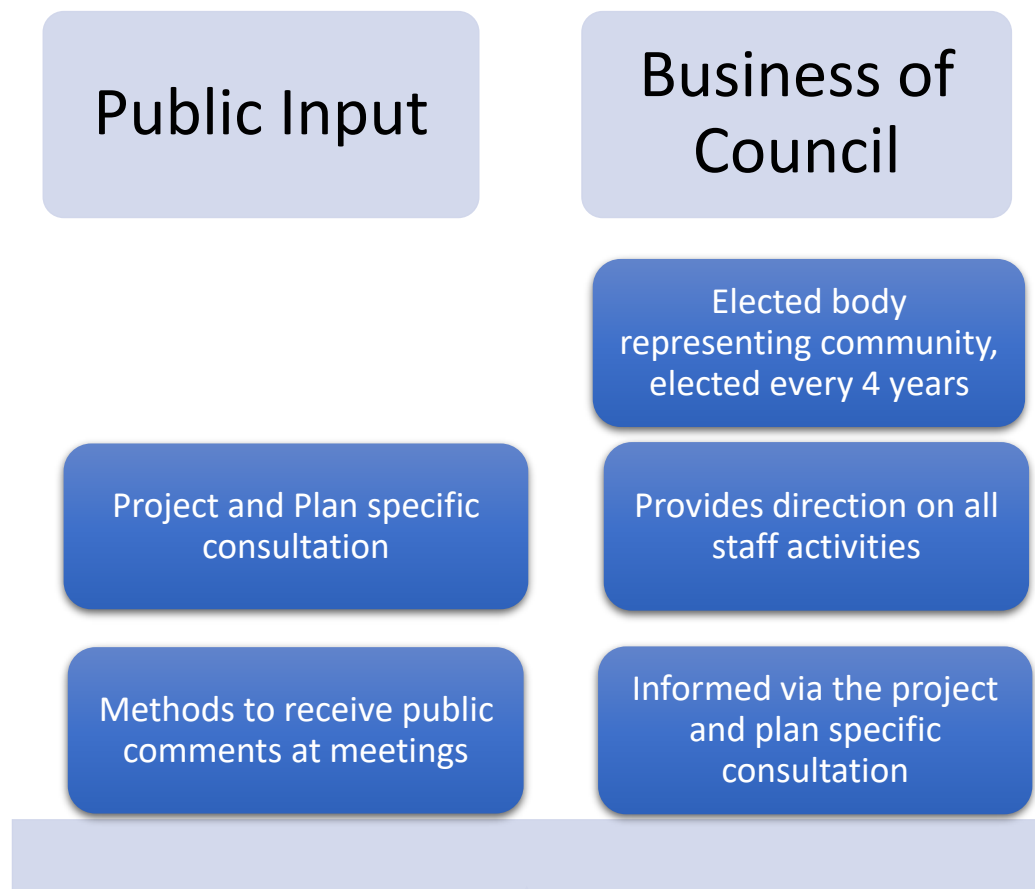 Public Input
Business of
Council
Elected body
representing community,
elected every 4 years
Project and Plan specific
consultation
Provides direction on all
staff activities
Methods to receive public
comments at meetings
Informed via the project
and plan specific
consultation